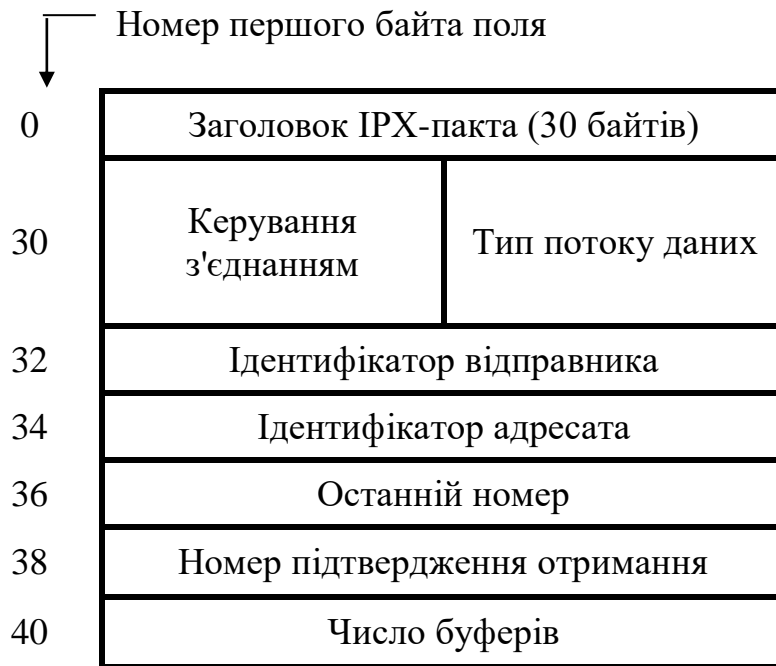 Номер першого байта поля
0
Заголовок IPX-пакта (30 байтів)
30
Керування
з'єднанням
Тип потоку даних
32
Ідентифікатор відправника
34
Ідентифікатор адресата
36
Останній номер
38
Номер підтвердження отримання
40
Число буферів